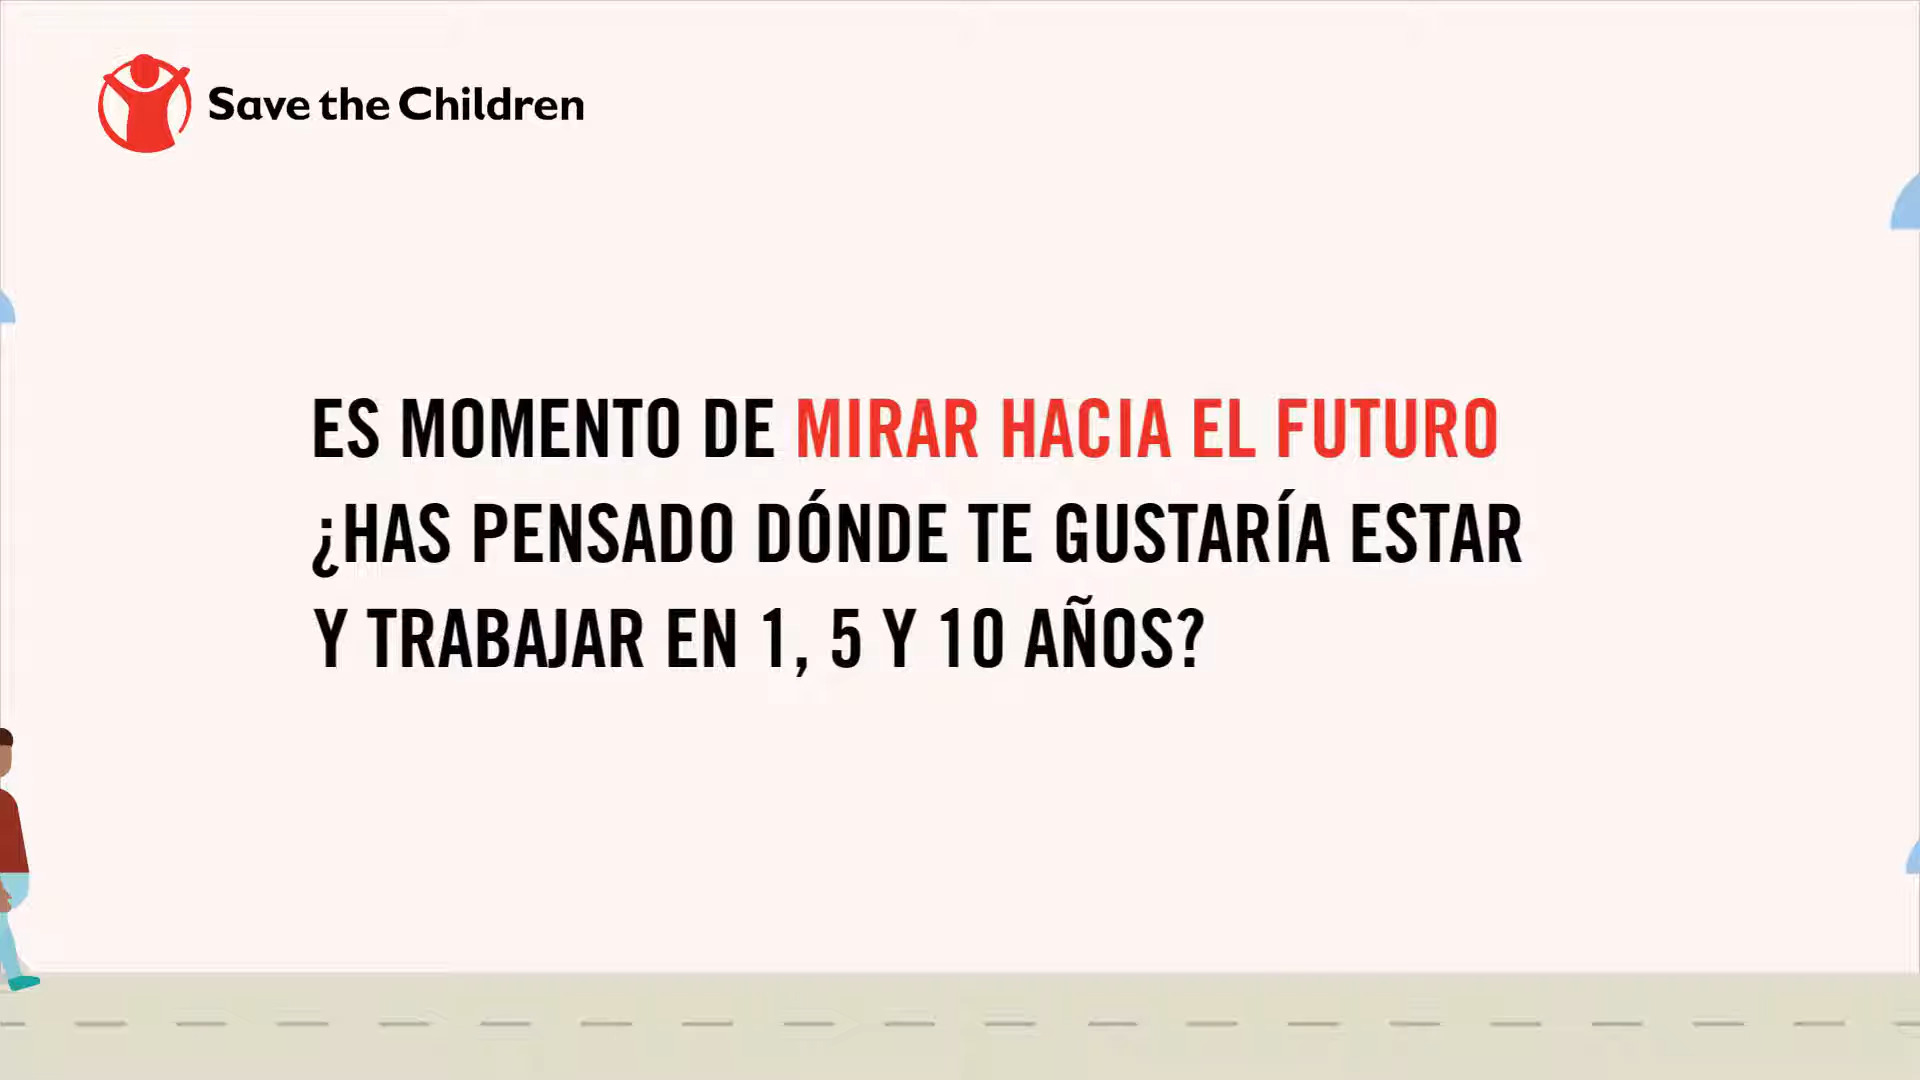 Save the Children
ES MOMENTO DE MIRAR HACIA EL FUTURO
¿HAS PENSADO DÓNDE TE GUSTARÍA ESTAR
Y TRABAJAR EN 1, 5 Y 10 AÑOS?